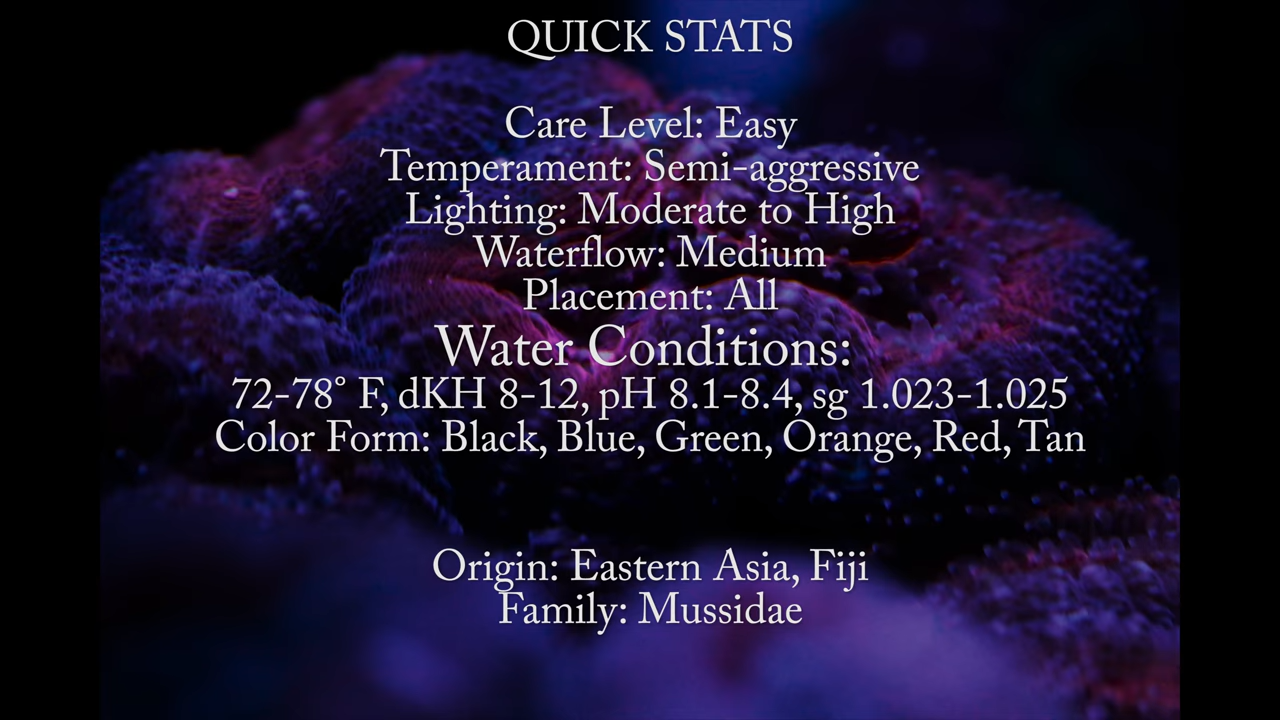 QUICK STATS
Care Level: Easy
Temperament: Semi-aggressive
Lighting: Moderate to High
Waterflow: Medium
Placement: All
Water Conditions:
72-78° F, dKH 8-12, pH 8.1-8.4, sg 1.023-1.025
Color Form: Black, Blue, Green, Orange, Red, Tan
Origin: Eastern Asia, Fiji
Family: Mussidae